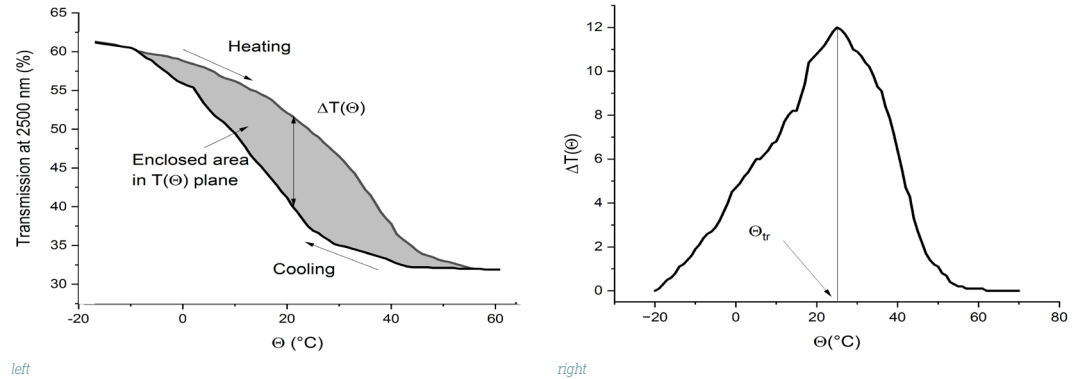 65
60
55
50
45
40
35
30
Transmission at 2500 nm (%)
Heating
ΔT(Θ)
Enclosed area
in T(Θ) plane
Cooling
-20
0
20
40
60
Θ (°C)
left
12
10
8
6
4
2
0
ΔT(Θ)
Θtr
−20
0
20
40
60
80
Θ(°C)
right